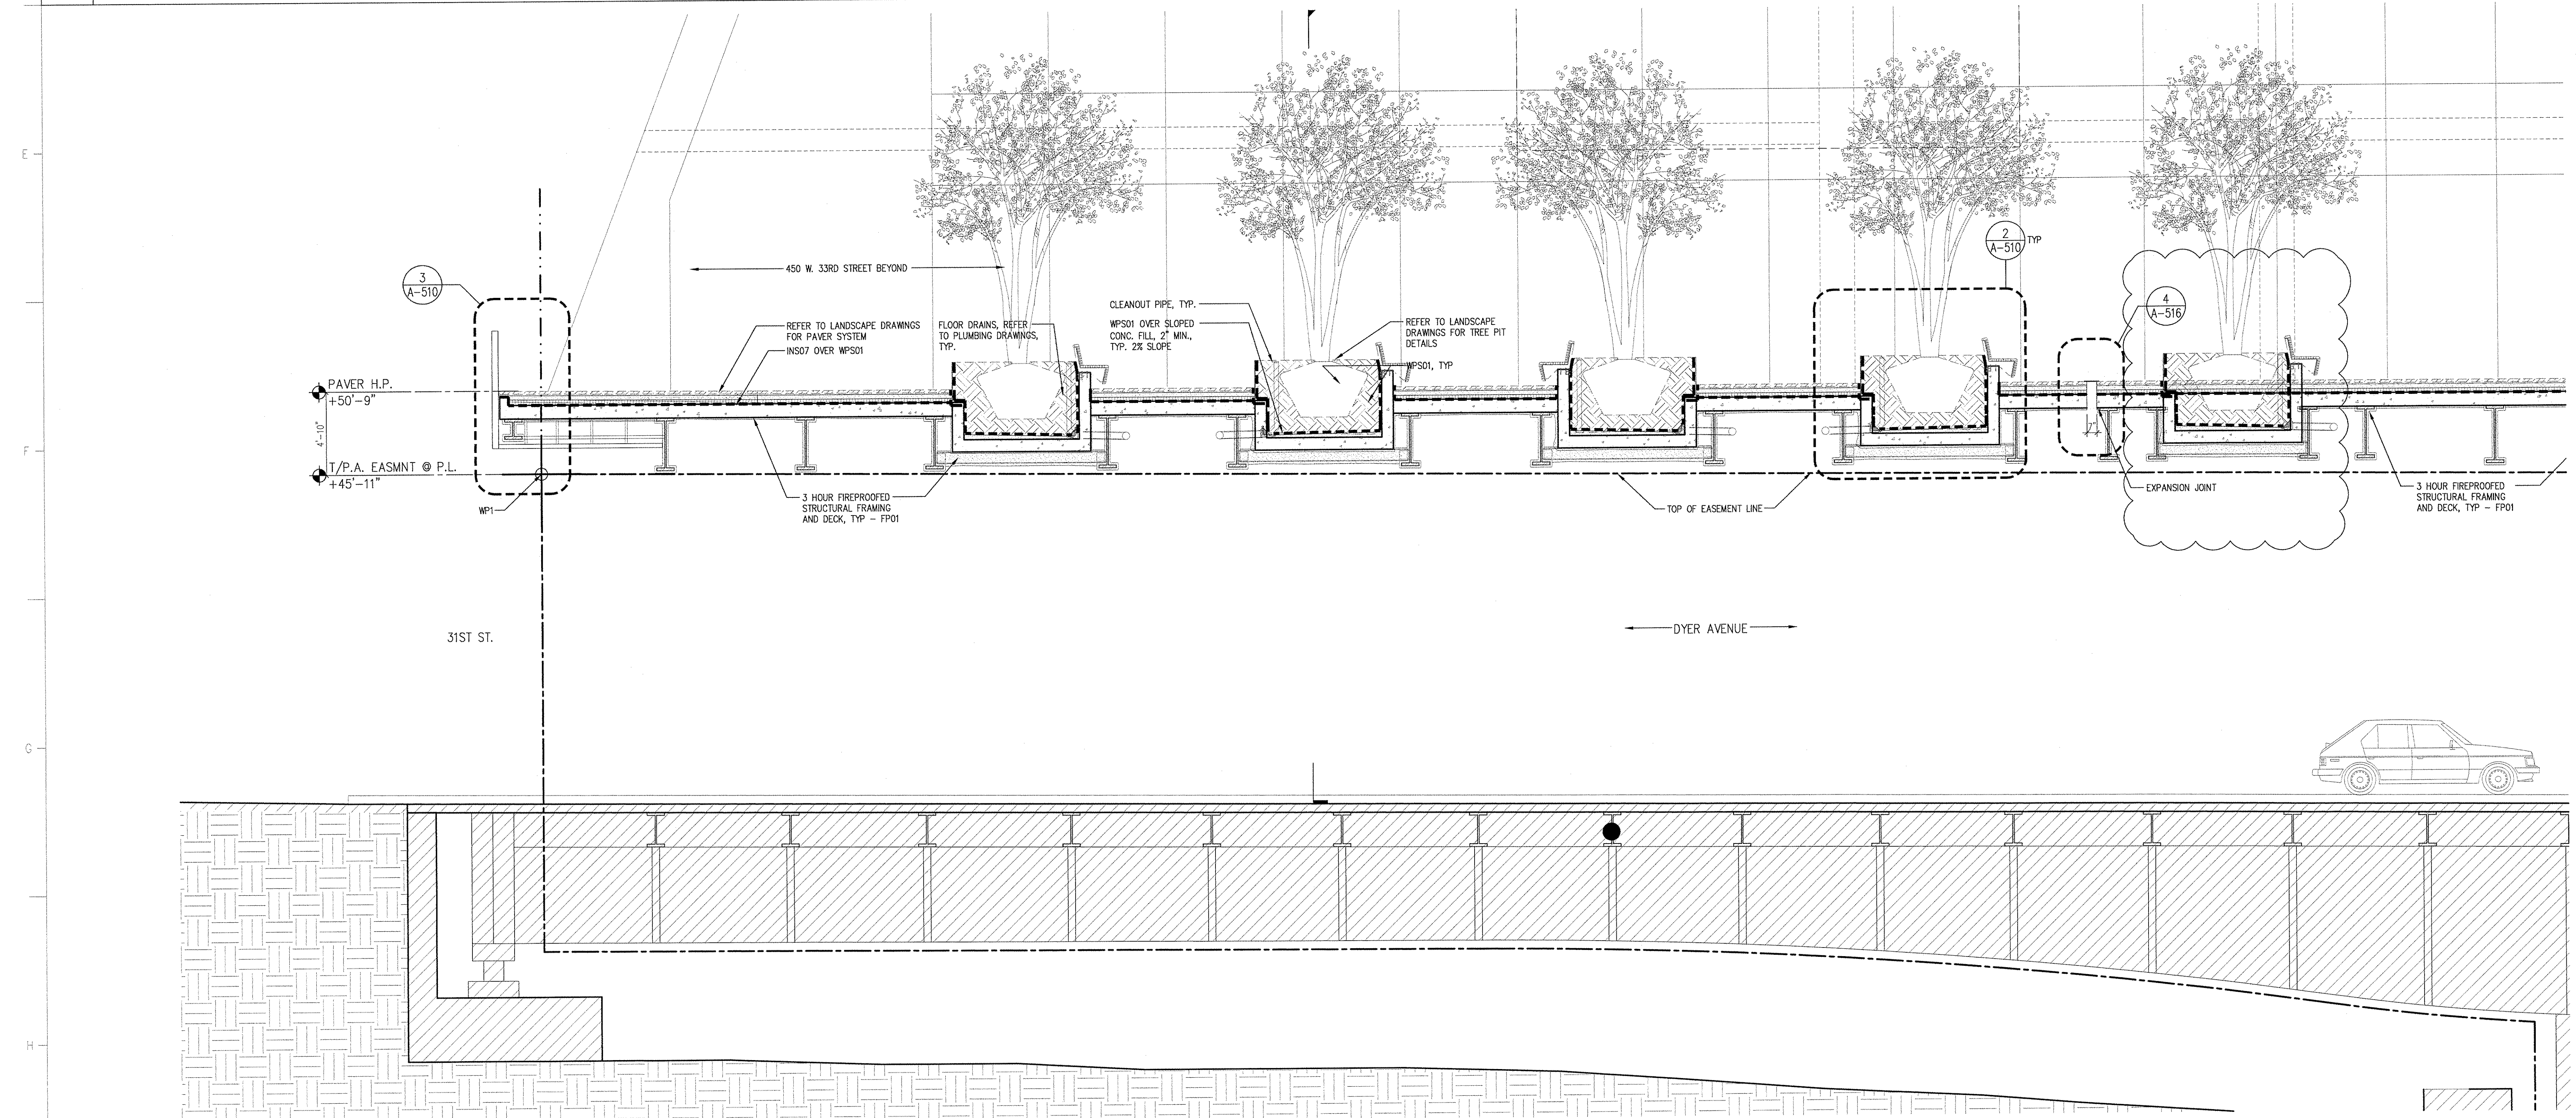 E
F
G
H
3
A-510
2
A-510
TYP
4
A-516
450 W. 33RD STREET BEYOND
REFER TO LANDSCAPE DRAWINGS
FOR PAVER SYSTEM
INS07 OVER WPS01
FLOOR DRAINS, REFER
TO PLUMBING DRAWINGS,
TYP.
CLEANOUT PIPE, TYP.
WPS01 OVER SLOPED
CONC. FILL, 2" MIN.,
TYP. 2% SLOPE
REFER TO LANDSCAPE
DRAWINGS FOR TREE PIT
DETAILS
WPS01, TYP
PAVER H.P.
+50'-9"
4'-10"
T/P.A. EASMNT @ P.L.
+45'-11"
WP1
3 HOUR FIREPROOFED
STRUCTURAL FRAMING
AND DECK, TYP - FP01
TOP OF EASEMENT LINE
EXPANSION JOINT
3 HOUR FIREPROOFED
STRUCTURAL FRAMING
AND DECK, TYP - FP01
31ST ST.
DYER AVENUE